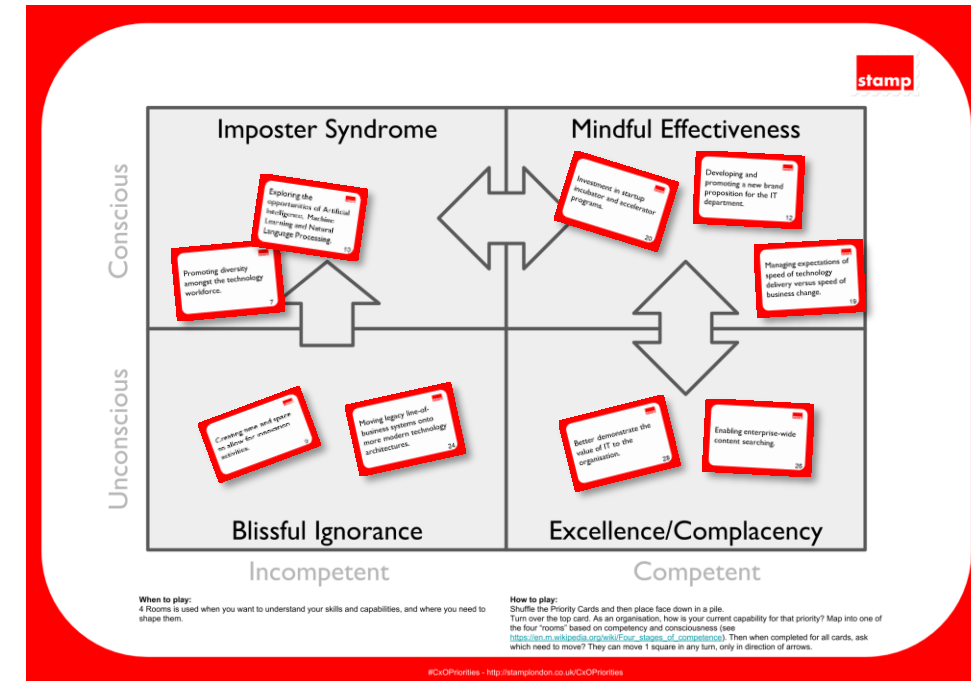 stamp
Imposter Syndrome
Mindful Effectiveness
Conscious
Exploring the
opportunities of Artificial
Intelligence, Machine
Learning and Natural
Language Processing.
10
Promoting diversity
amongst the technology
workforce.
7
Investment in startup
incubator and accelerator
programs.
20
Developing and
promoting a new brand
proposition for the IT
department.
12
Managing expectations of
speed of technology
delivery versus speed of
business change.
19
Unconscious
Creating time and space
to allow for innovation
activities.
9
Moving legacy line-of-
business systems onto
more modern technology
architectures.
24
Better demonstrate the
value of IT to the
organisation.
28
Enabling enterprise-wide
content searching.
26
Blissful Ignorance
Excellence/Complacency
Incompetent
Competent
When to play:
4 Rooms is used when you want to understand your skills and capabilities, and where you need to
shape them.
How to play:
Shuffle the Priority Cards and then place face down in a pile.
Turn over the top card. As an organisation, how is your current capability for that priority? Map into one of
the four "rooms" based on competency and consciousness (see
https://en.m.wikipedia.org/wiki/Four_stages_of_competence). Then when completed for all cards, ask
which need to move? They can move 1 square in any turn, only in direction of arrows.
#CxOPriorities - http://stamplondon.co.uk/CxOPriorities